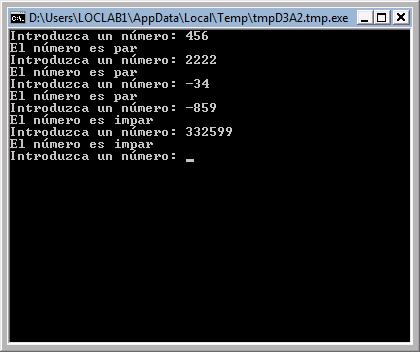 D:\Users\LOCLAB1\AppData\Local\Temp\tmpD3A2.tmp.exe
Introduzca un número: 456
El número es par
Introduzca un número: 2222
El número es par
Introduzca un número: -34
El número es par
Introduzca un número: -859
El número es impar
Introduzca un número: 332599
El número es impar
Introduzca un número: _